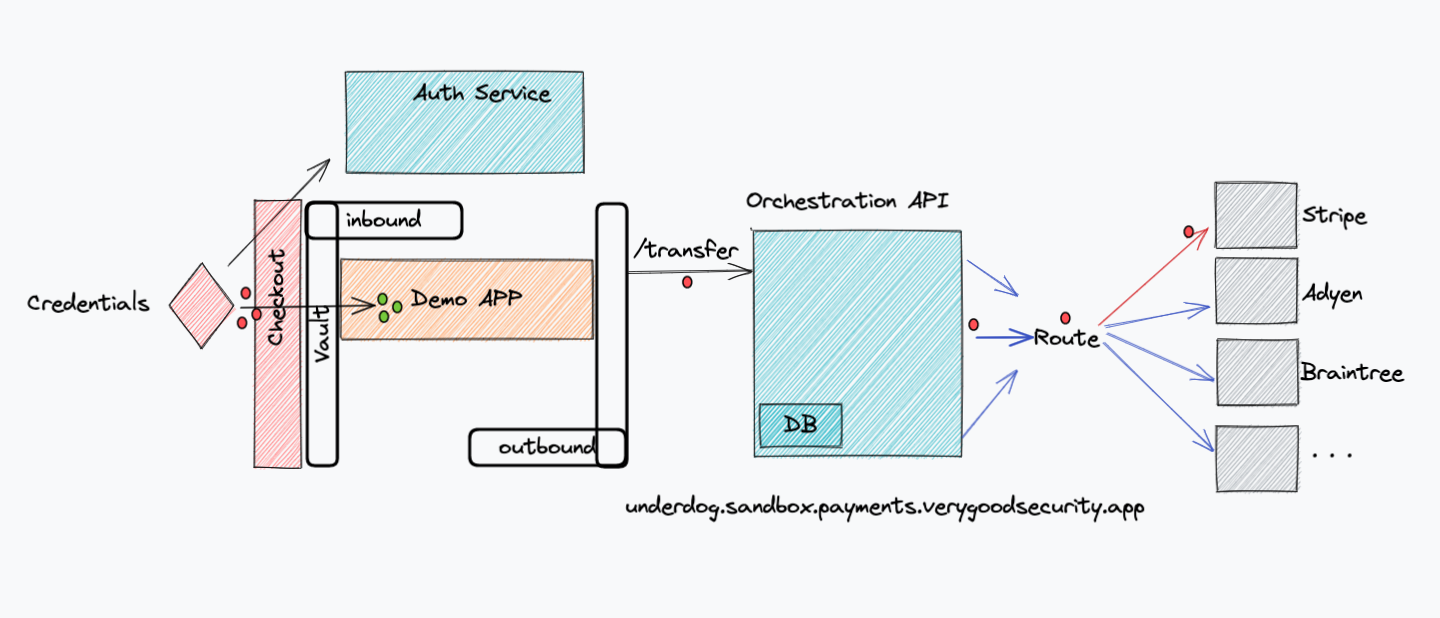 Auth Service
inbound
Credentials
Checkout
Vault
Demo APP
outbound
/transfer
Orchestration API
DB
underdog.sandbox.payments.verygoodsecurity.app
Route
Stripe
Adyen
Braintree
...